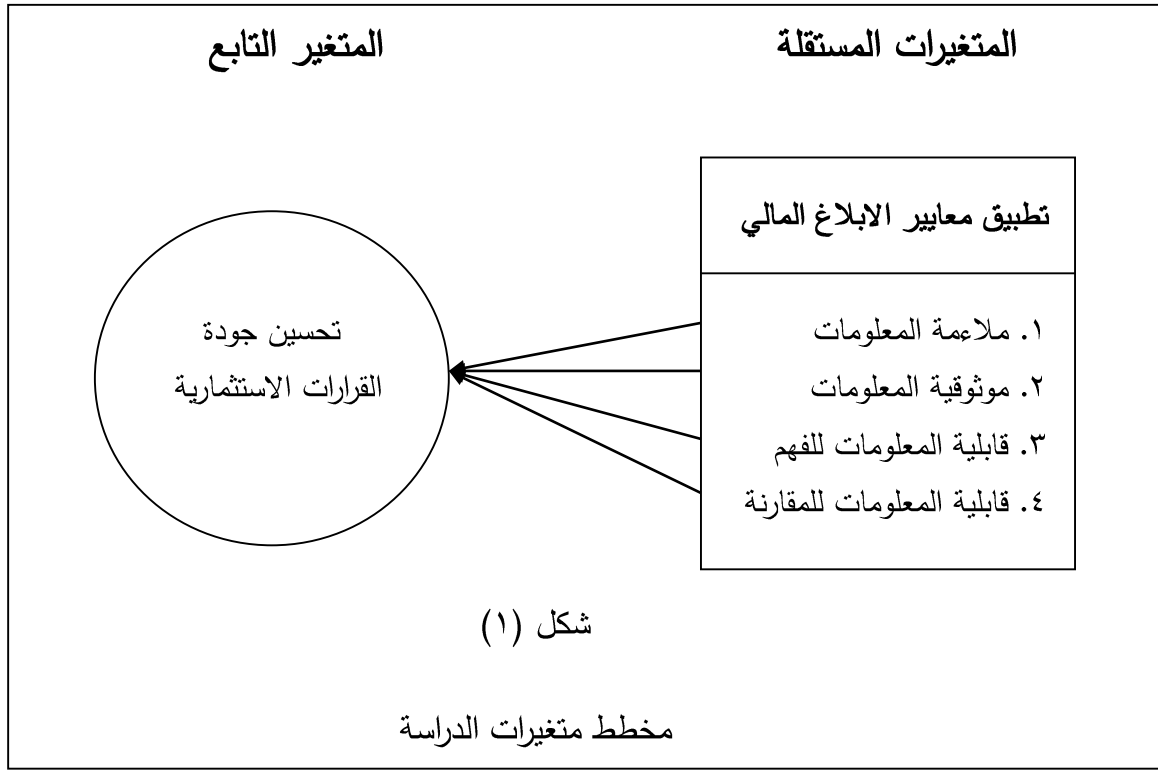 المتغيرات المستقلة
المتغير التابع
تطبيق معايير الابلاغ المالي
١. ملاءمة المعلومات
٢. موثوقية المعلومات
٣. قابلية المعلومات للفهم
٤. قابلية المعلومات للمقارنة
تحسين جودة
القرارات الاستثمارية
شكل (١)
مخطط متغيرات الدراسة